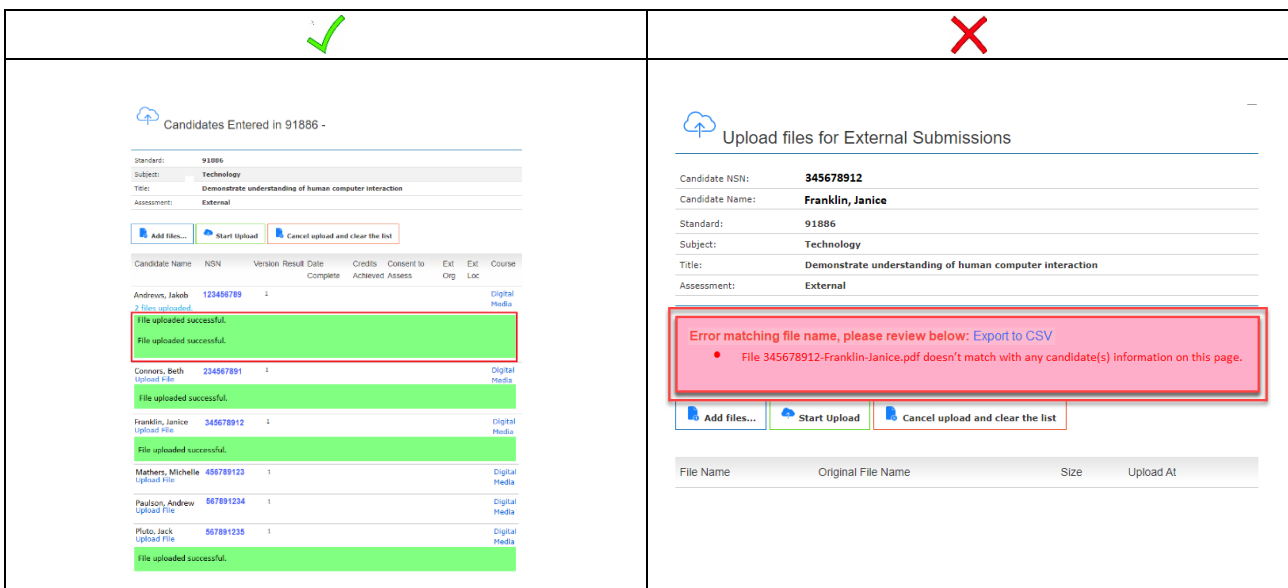 Candidates Entered in 91886 -
Standard: 91886
Subject: Technology
Title: Demonstrate understanding of human computer interaction
Assessment: External
Add files... Start Upload Cancel upload and clear the list
Candidate Name NSN Version Result Date Complete Credits Achieved Consent to Assess Ext Org Ext Loc Course
Andrews, Jakob 123456789 1 Digital Media
2 files uploaded.
File uploaded successful.
File uploaded successful.
Connors, Beth 234567891 1 Digital Media
Upload File
File uploaded successful.
Franklin, Janice 345678912 1 Digital Media
Upload File
File uploaded successful.
Mathers, Michelle 456789123 1 Digital Media
Upload File
Paulson, Andrew 567891234 1 Digital Media
Upload File
Pluto, Jack 567891235 1 Digital Media
Upload File
File uploaded successful.
Upload files for External Submissions
Candidate NSN: 345678912
Candidate Name: Franklin, Janice
Standard: 91886
Subject: Technology
Title: Demonstrate understanding of human computer interaction
Assessment: External
Error matching file name, please review below: Export to CSV
• File 345678912-Franklin-Janice.pdf doesn't match with any candidate(s) information on this page.
Add files... Start Upload Cancel upload and clear the list
File Name Original File Name Size Upload At